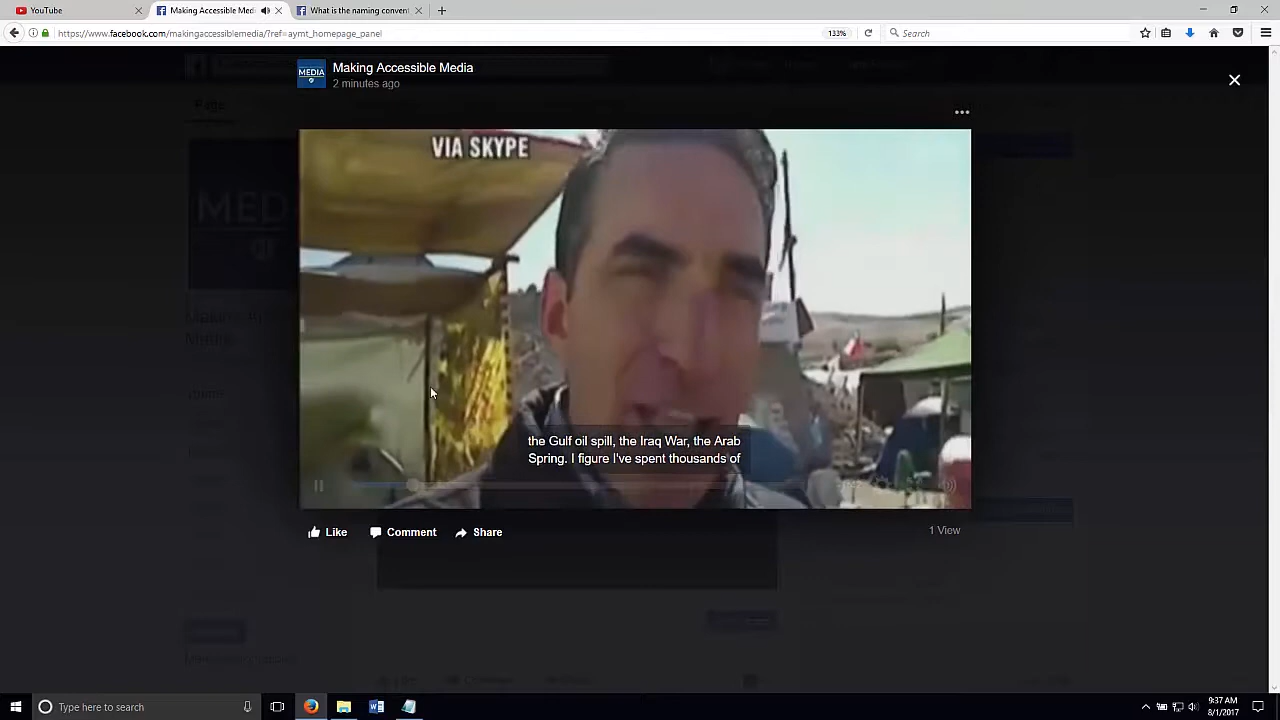 YouTube
Making Accessible Medi
What is the naming convent
https://www.facebook.com/makingaccessiblemedia/?ref=aymt_homepage_panel
133%
Search
MEDIA
Making Accessible Media
2 minutes ago
VIA SKYPE
the Gulf oil spill, the Iraq War, the Arab
Spring. I figure I've spent thousands of
Like
Comment
Share
1 View
Type here to search
9:37 AM
8/1/2017